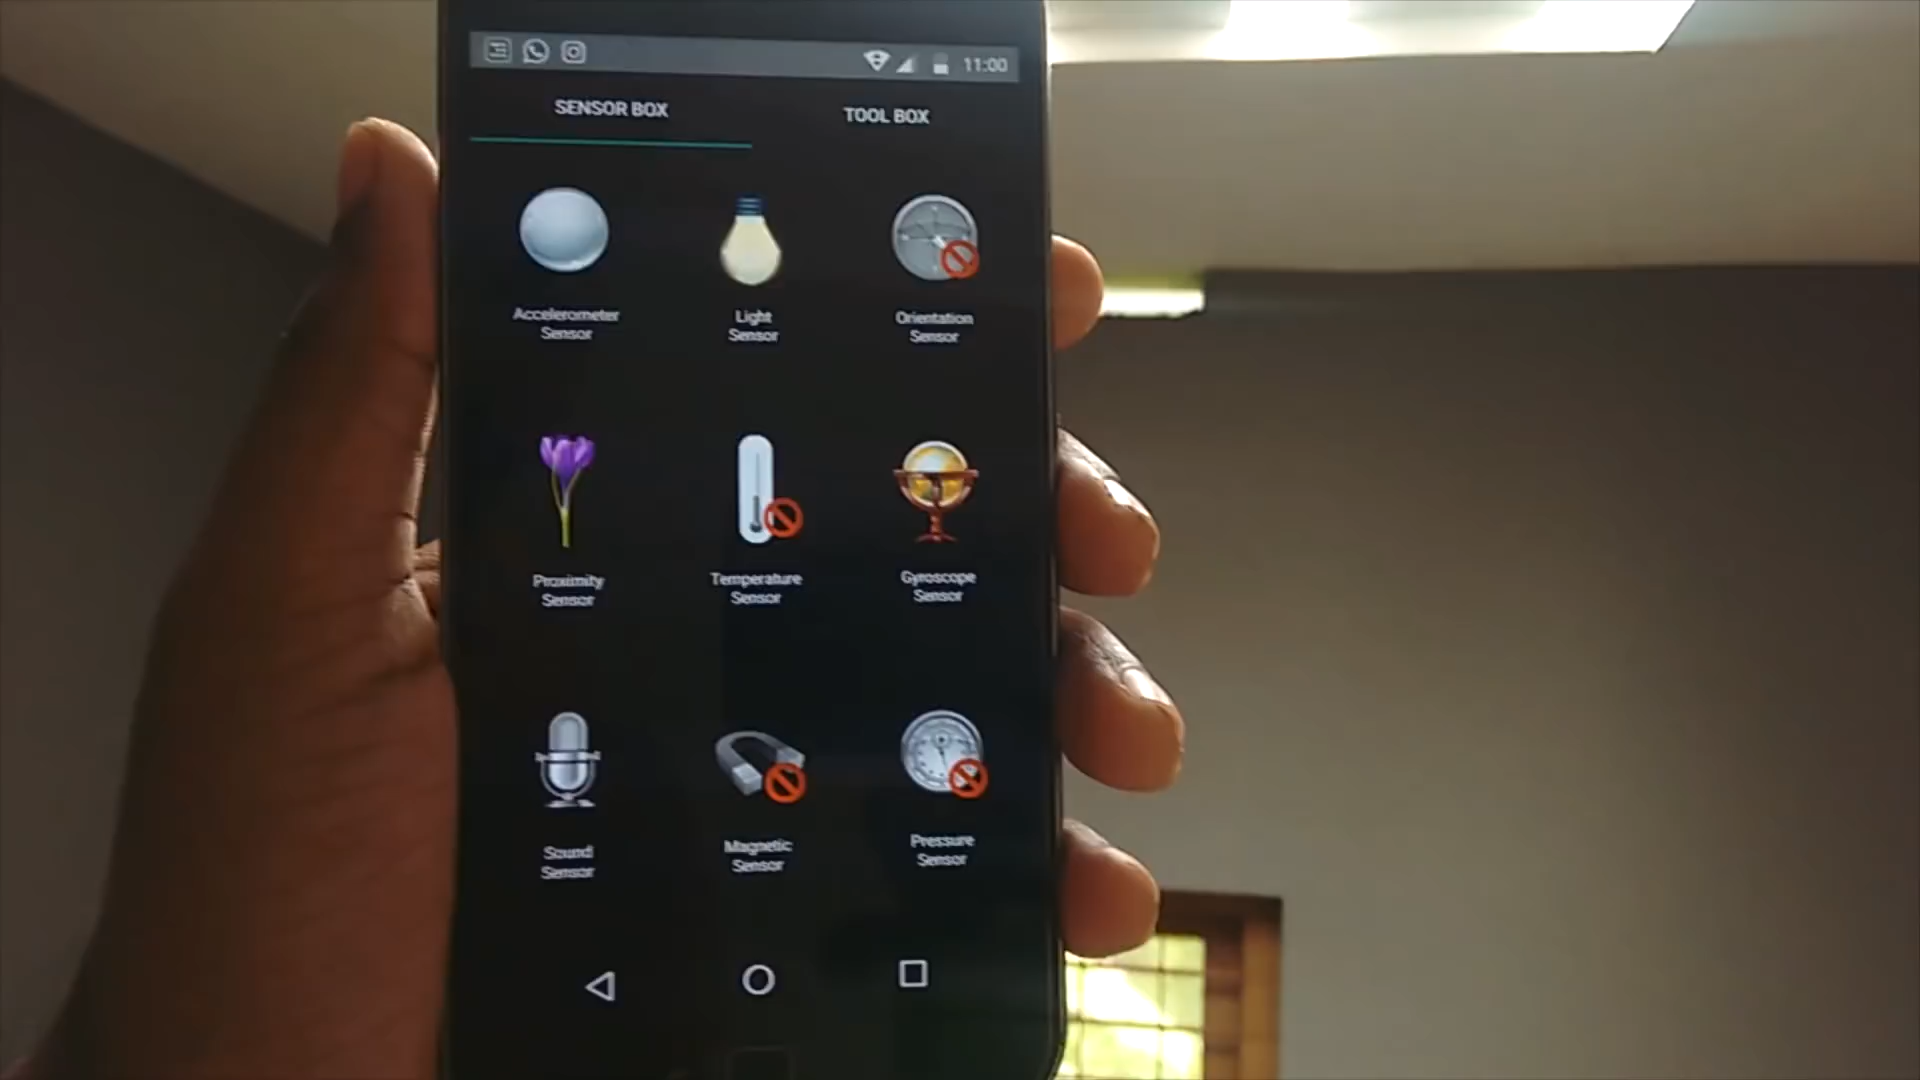 11:00
SENSOR BOX
TOOL BOX
Accelerometer
Sensor
Light
Sensor
Orientation
Sensor
Proximity
Sensor
Temperature
Sensor
Gyroscope
Sensor
Sound
Sensor
Magnetic
Sensor
Pressure
Sensor